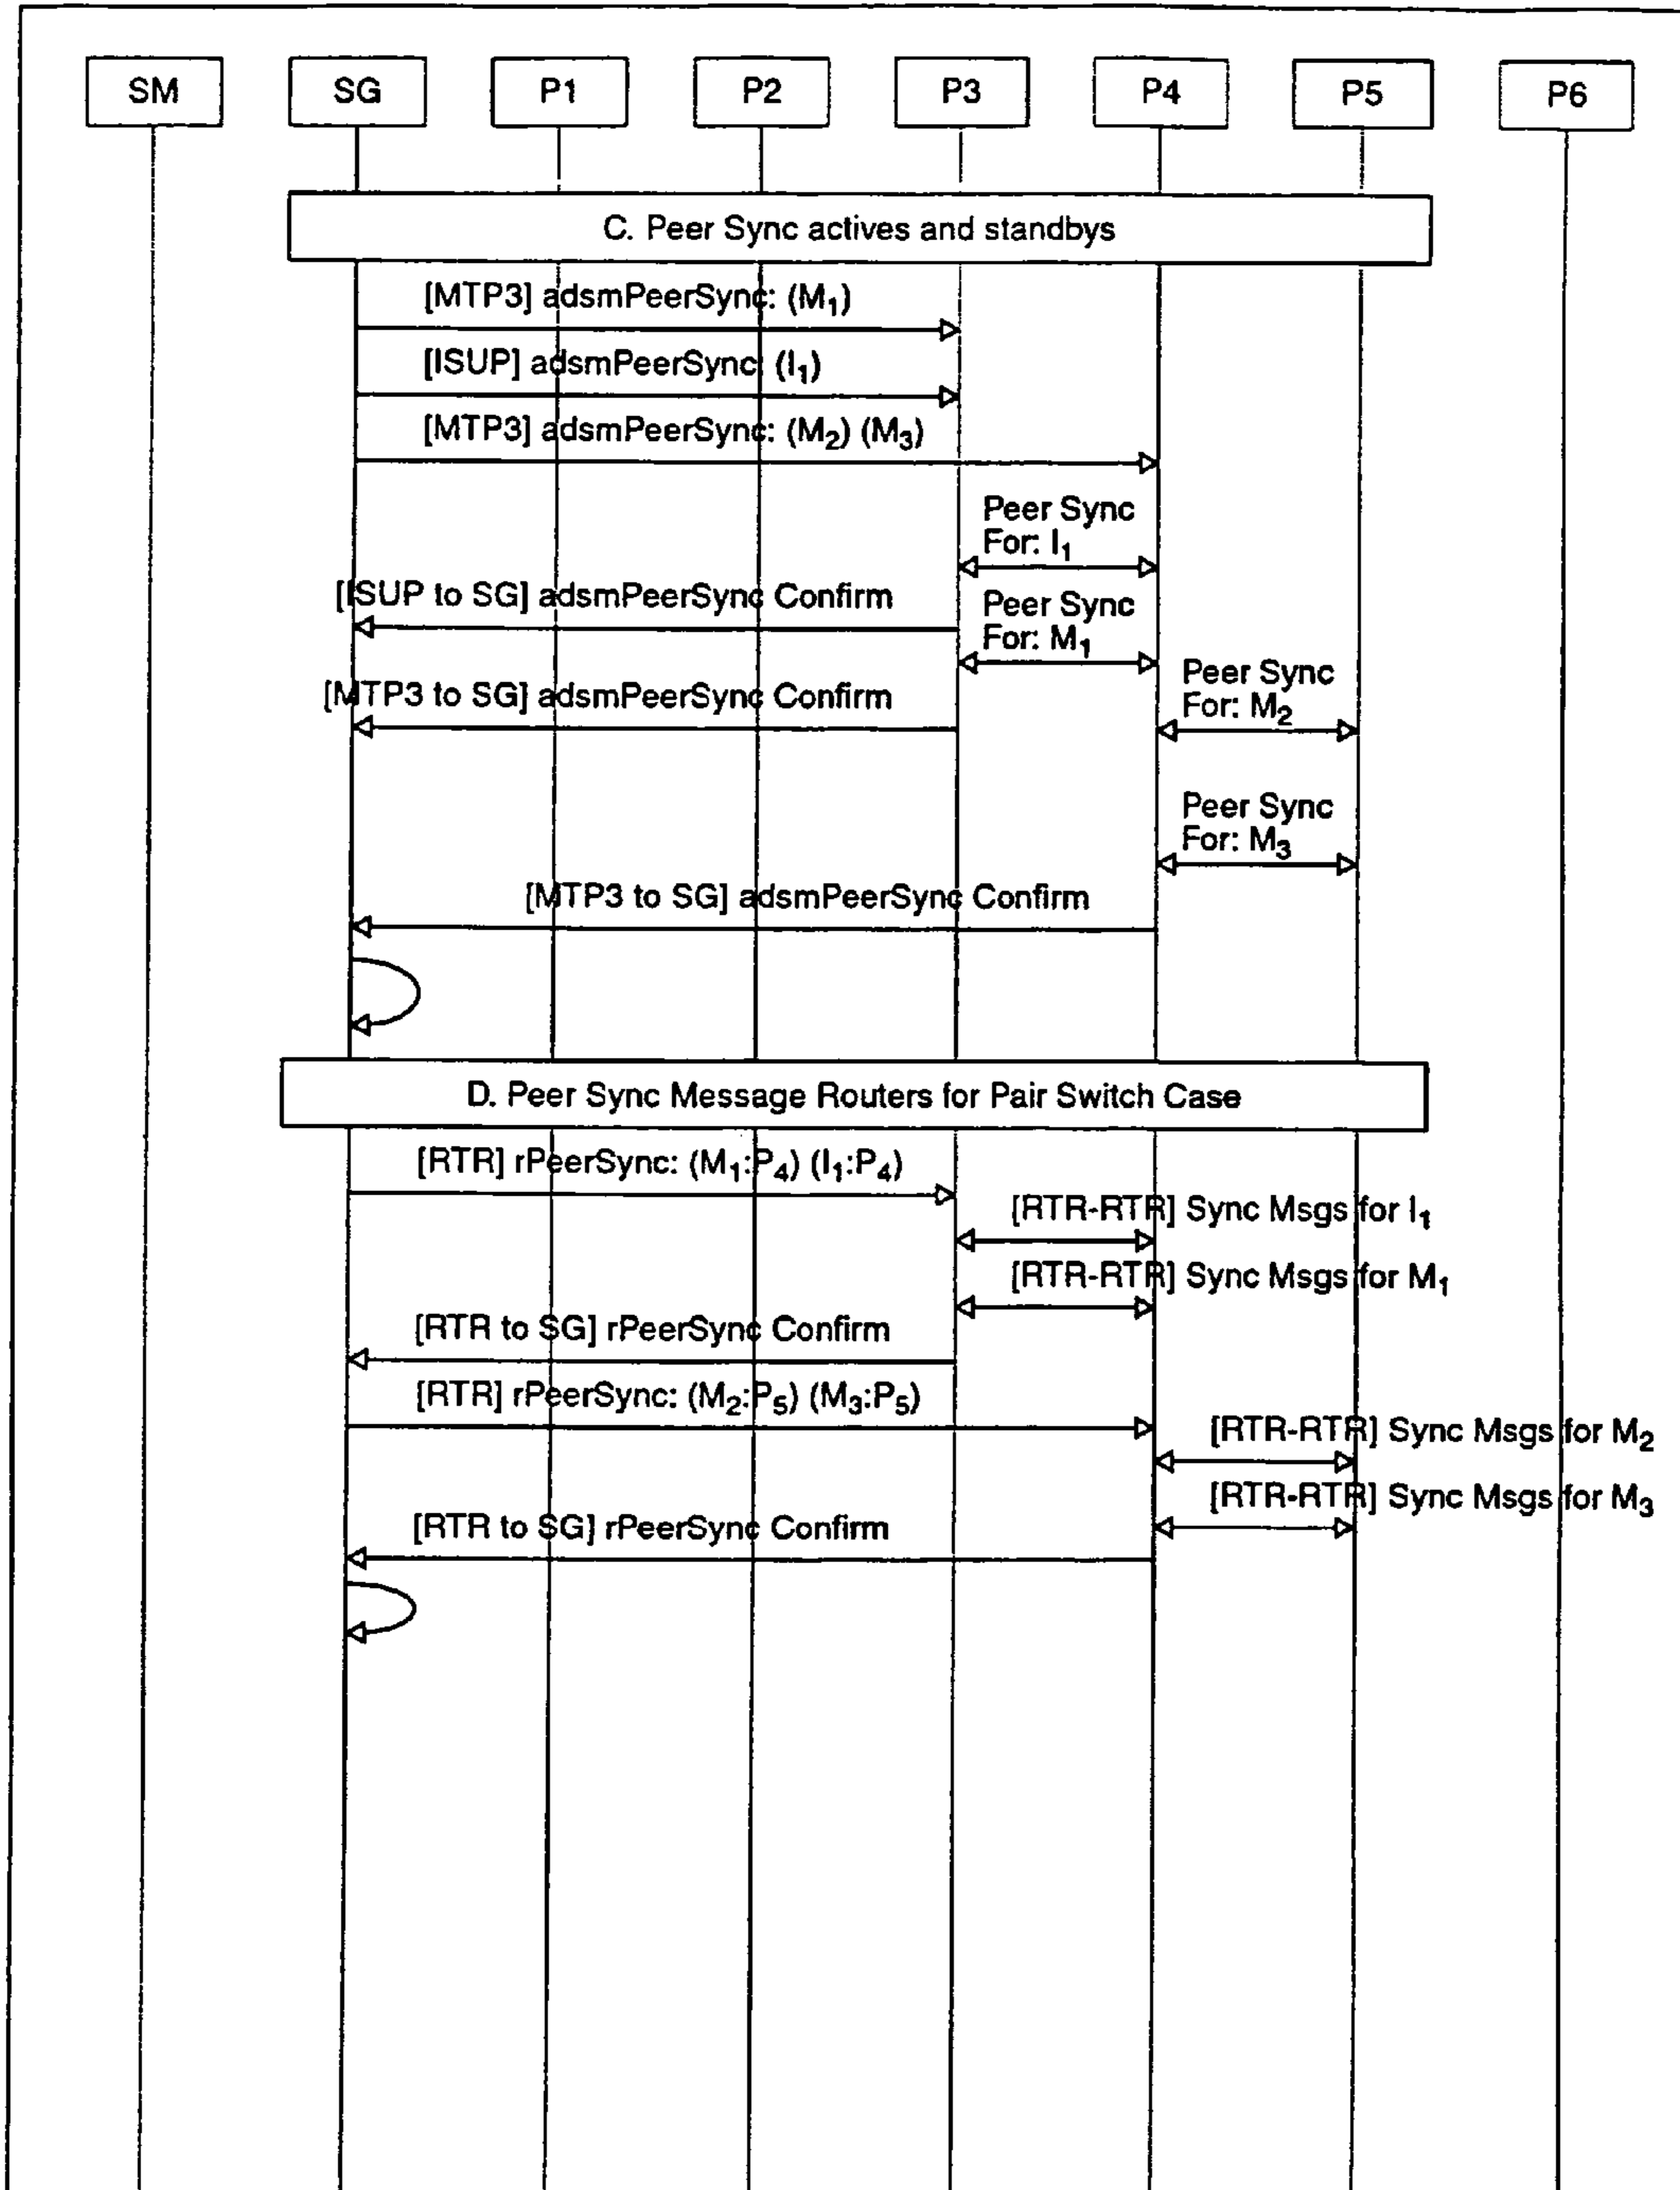 SM SG P1 P2 P3 P4 P5 P6
C. Peer Sync actives and standbys
[MTP3] adsmPeerSync: (M₁)
[ISUP] adsmPeerSync: (I₁)
[MTP3] adsmPeerSync: (M₂) (M₃)
Peer Sync
For: I₁
[ISUP to SG] adsmPeerSync Confirm
Peer Sync
For: M₁
[MTP3 to SG] adsmPeerSync Confirm
Peer Sync
For: M₂
Peer Sync
For: M₃
[MTP3 to SG] adsmPeerSync Confirm
D. Peer Sync Message Routers for Pair Switch Case
[RTR] rPeerSync: (M₁:P₄) (I₁:P₄)
[RTR-RTR] Sync Msgs for I₁
[RTR-RTR] Sync Msgs for M₁
[RTR to SG] rPeerSync Confirm
[RTR] rPeerSync: (M₂:P₅) (M₃:P₅)
[RTR-RTR] Sync Msgs for M₂
[RTR-RTR] Sync Msgs for M₃
[RTR to SG] rPeerSync Confirm